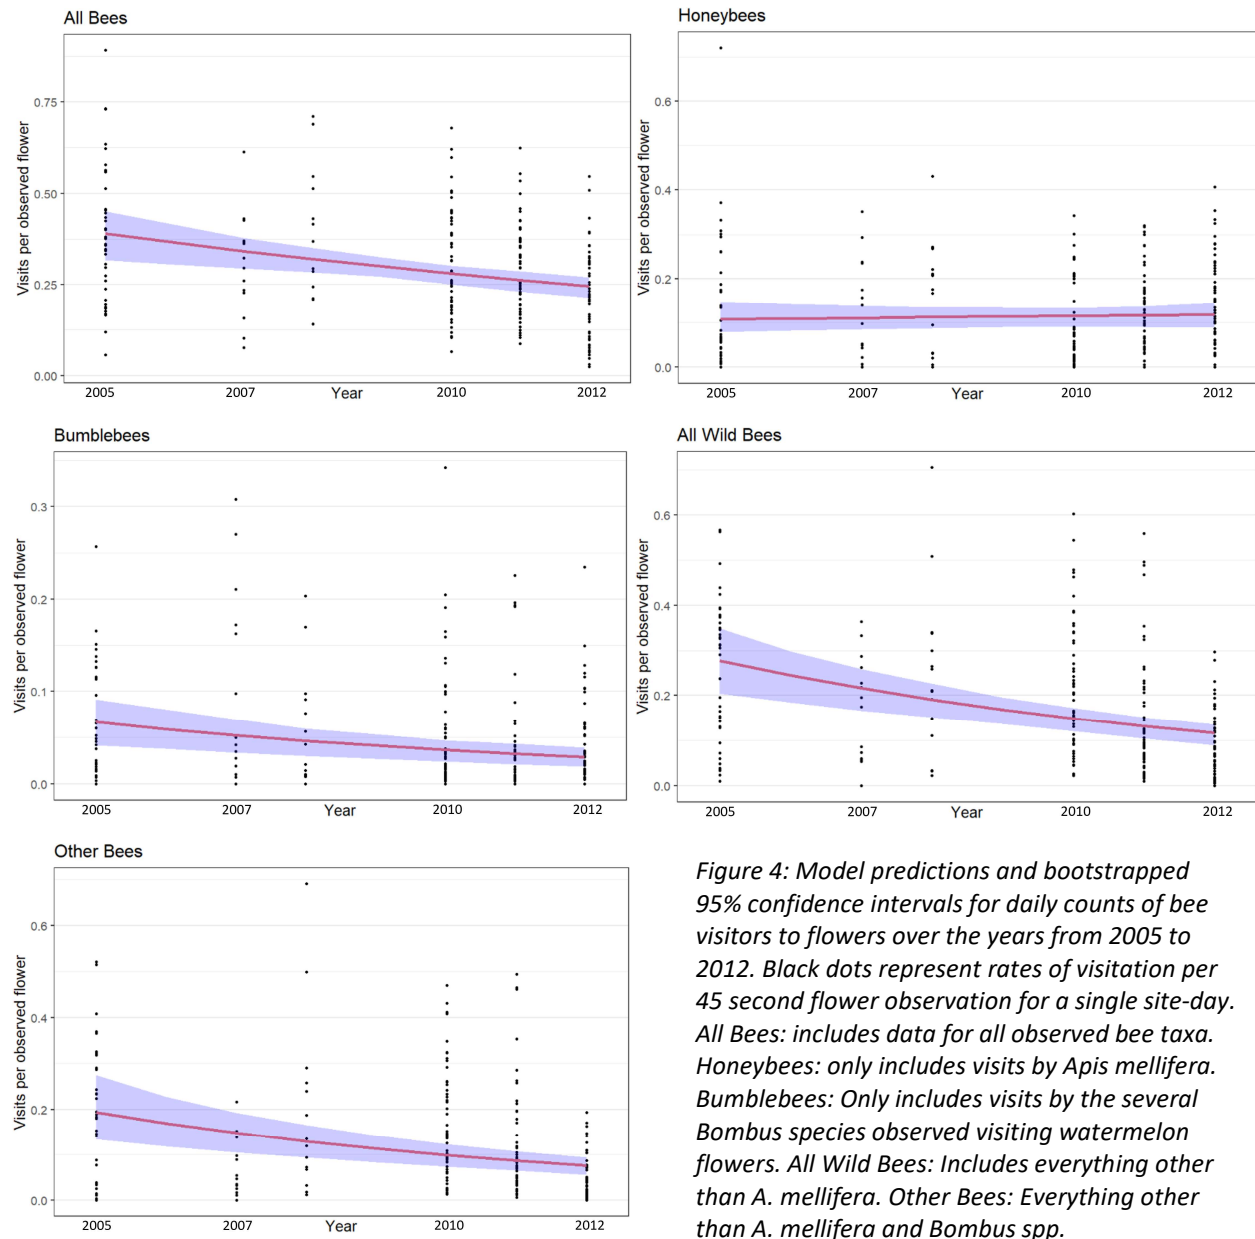 All Bees
Visits per observed flower
0.75
0.50
0.25
0.00
2005 2007 Year 2010 2012
Honeybees
Visits per observed flower
0.6
0.4
0.2
0.0
2005 2007 Year 2010 2012
Bumblebees
Visits per observed flower
0.3
0.2
0.1
0.0
2005 2007 Year 2010 2012
All Wild Bees
Visits per observed flower
0.6
0.4
0.2
0.0
2005 2007 Year 2010 2012
Other Bees
Visits per observed flower
0.6
0.4
0.2
0.0
2005 2007 Year 2010 2012
Figure 4: Model predictions and bootstrapped
95% confidence intervals for daily counts of bee
visitors to flowers over the years from 2005 to
2012. Black dots represent rates of visitation per
45 second flower observation for a single site-day.
All Bees: includes data for all observed bee taxa.
Honeybees: only includes visits by Apis mellifera.
Bumblebees: Only includes visits by the several
Bombus species observed visiting watermelon
flowers. All Wild Bees: Includes everything other
than A. mellifera. Other Bees: Everything other
than A. mellifera and Bombus spp.